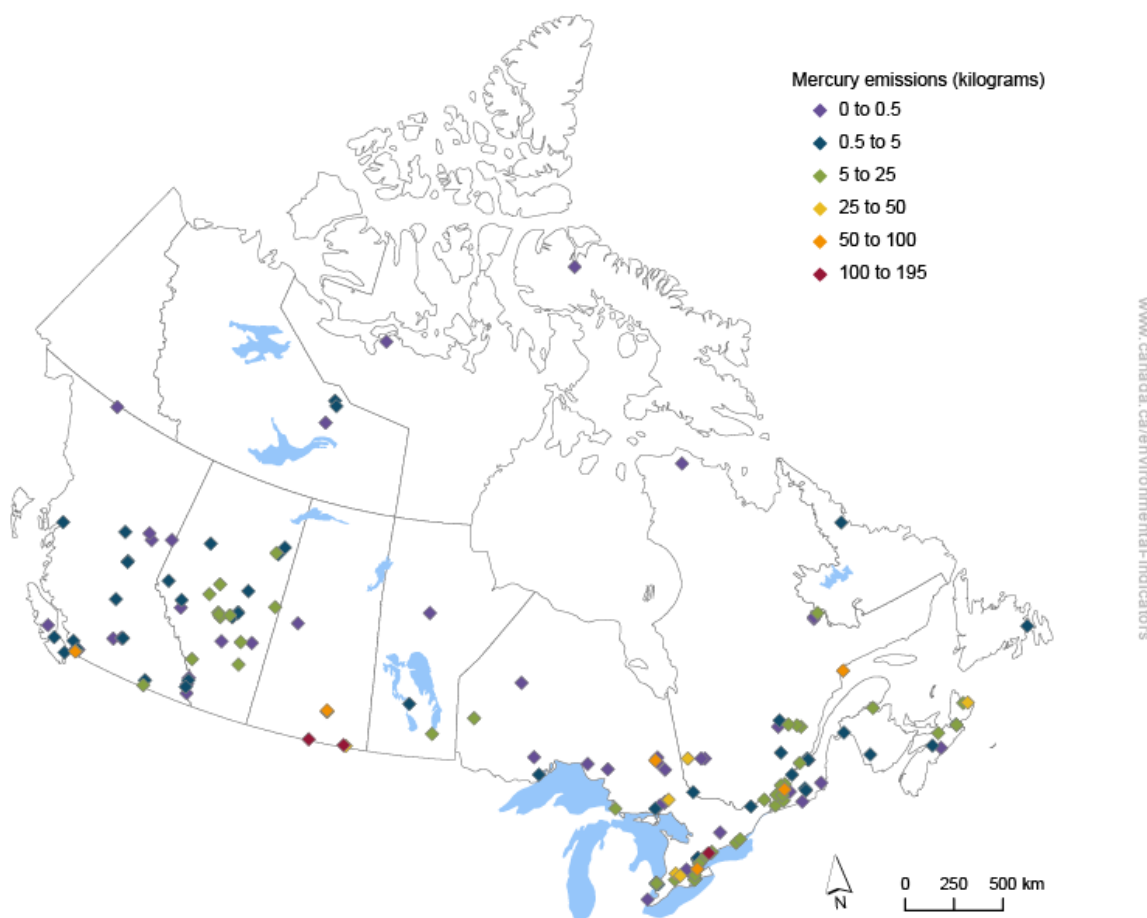 Mercury emissions (kilograms)
0 to 0.5
0.5 to 5
5 to 25
25 to 50
50 to 100
100 to 195
www.canada.ca/environmental-indicators
N
0 250 500 km